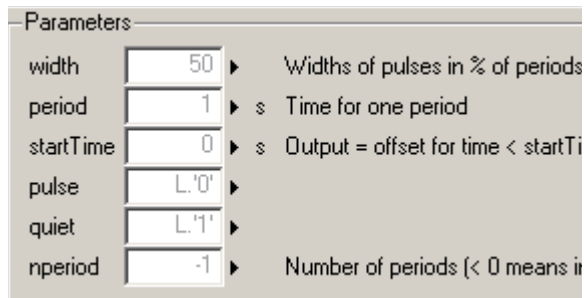 Parameters
width 50 Widths of pulses in % of periods
period 1 s Time for one period
startTime 0 s Output = offset for time < startTi
pulse L.'0'
quiet L.'1'
nperiod -1 Number of periods (< 0 means i